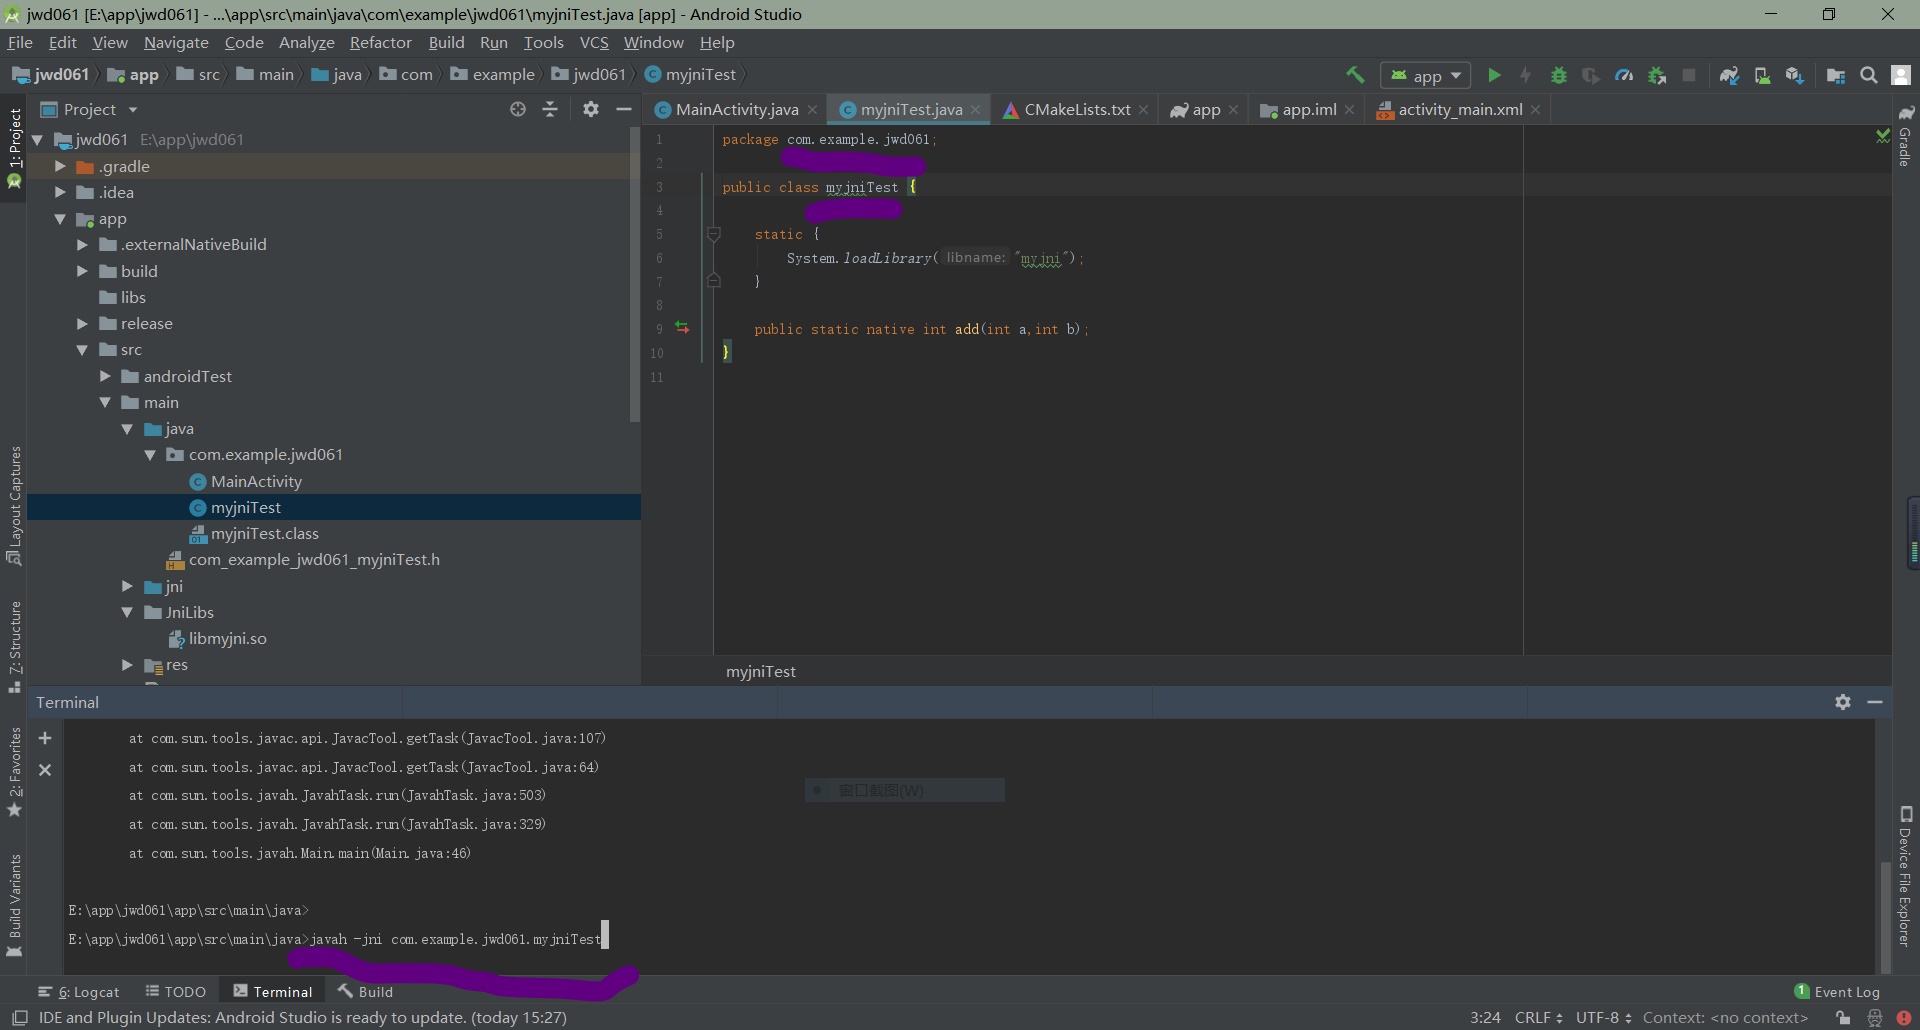 jwd061 [E:\app\jwd061] - ...\app\src\main\java\com\example\jwd061\myjniTest.java [app] - Android Studio
File Edit View Navigate Code Analyze Refactor Build Run Tools VCS Window Help
jwd061 app src main java com example jwd061 myjniTest
app
1: Project
Layout Captures
7: Structure
2: Favorites
Build Variants
Project
jwd061 E:\app\jwd061
.gradle
.idea
app
.externalNativeBuild
build
libs
release
src
androidTest
main
java
com.example.jwd061
MainActivity
myjniTest
myjniTest.class
com_example_jwd061_myjniTest.h
jni
JniLibs
libmyjni.so
res
MainActivity.java myjniTest.java CMakeLists.txt app app.iml activity_main.xml
1 package com.example.jwd061;
2
3 public class myjniTest {
4
5 static {
6 System.loadLibrary( libname: "myjni");
7 }
8
9 public static native int add(int a,int b);
10 }
11
myjniTest
Gradle
Device File Explorer
Terminal
at com.sun.tools.javac.api.JavacTool.getTask(JavacTool.java:107)
at com.sun.tools.javac.api.JavacTool.getTask(JavacTool.java:64)
at com.sun.tools.javah.JavahTask.run(JavahTask.java:503)
at com.sun.tools.javah.JavahTask.run(JavahTask.java:329)
at com.sun.tools.javah.Main.main(Main.java:46)
窗口截图(W)
E:\app\jwd061\app\src\main\java>
E:\app\jwd061\app\src\main\java>javah -jni com.example.jwd061.myjniTest
6: Logcat TODO Terminal Build 1 Event Log
IDE and Plugin Updates: Android Studio is ready to update. (today 15:27) 3:24 CRLF UTF-8 Context: <no context>